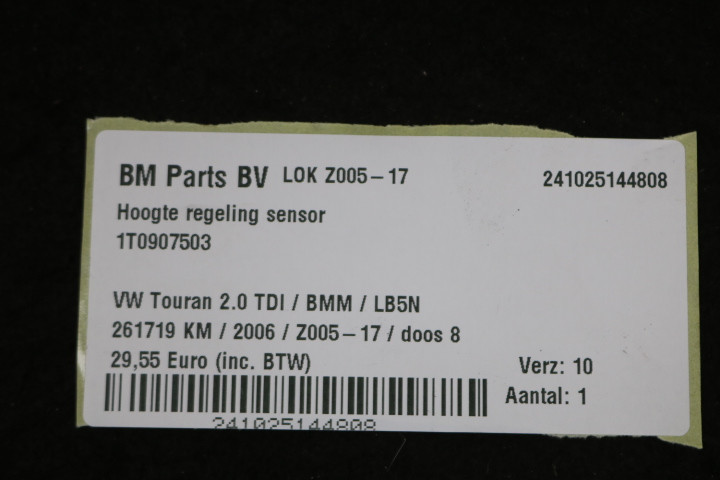 BM Parts BV LOK Z005-17 241025144808
Hoogte regeling sensor
1T0907503
VW Touran 2.0 TDI / BMM / LB5N
261719 KM / 2006 / Z005-17 / doos 8
29,55 Euro (inc. BTW) Verz: 10
Aantal: 1
241025144808